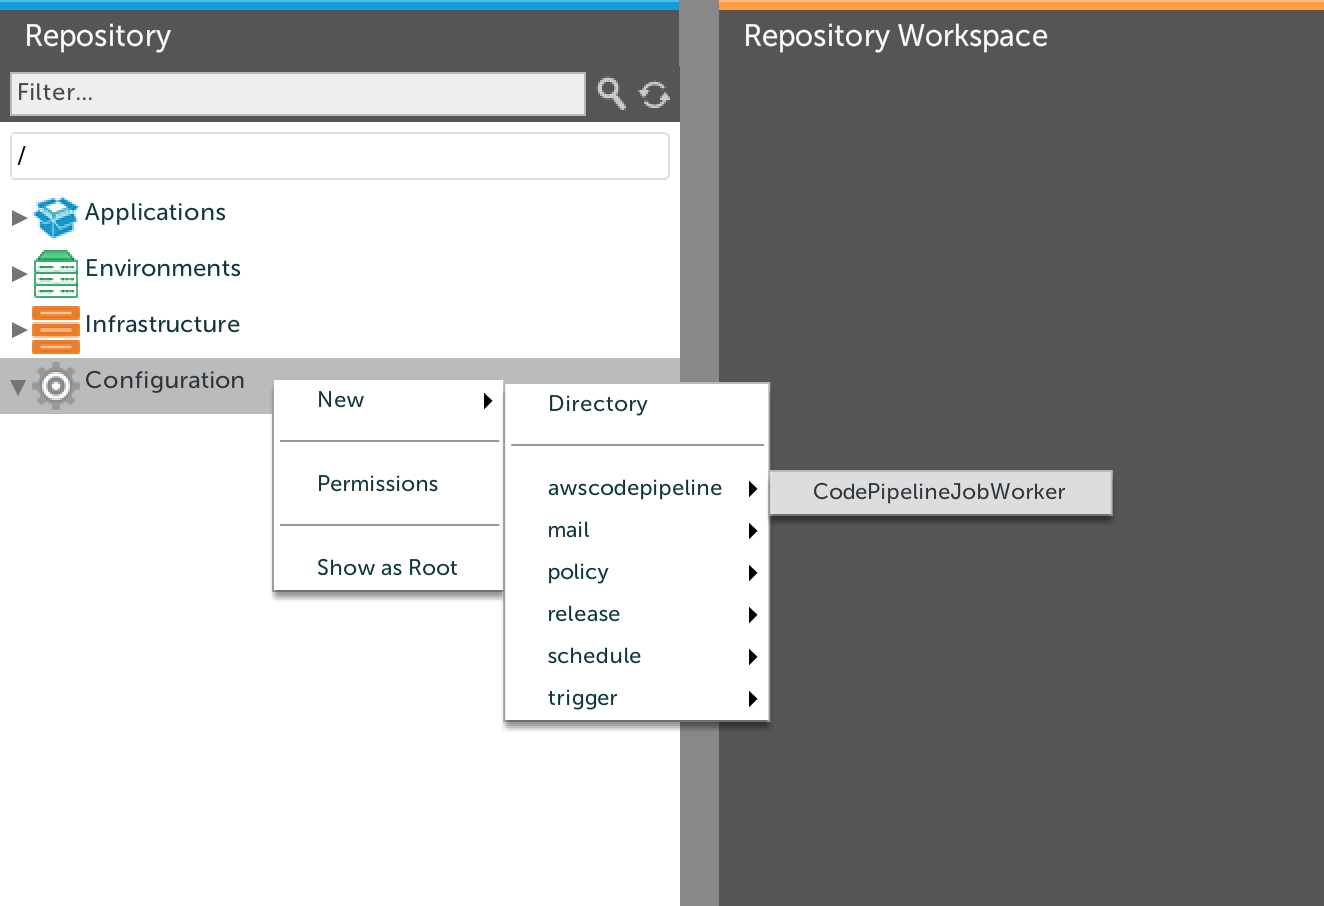 Repository
Repository Workspace
Filter...
/
Applications
Environments
Infrastructure
Configuration
New
Permissions
Show as Root
Directory
awscodepipeline
mail
policy
release
schedule
trigger
CodePipelineJobWorker